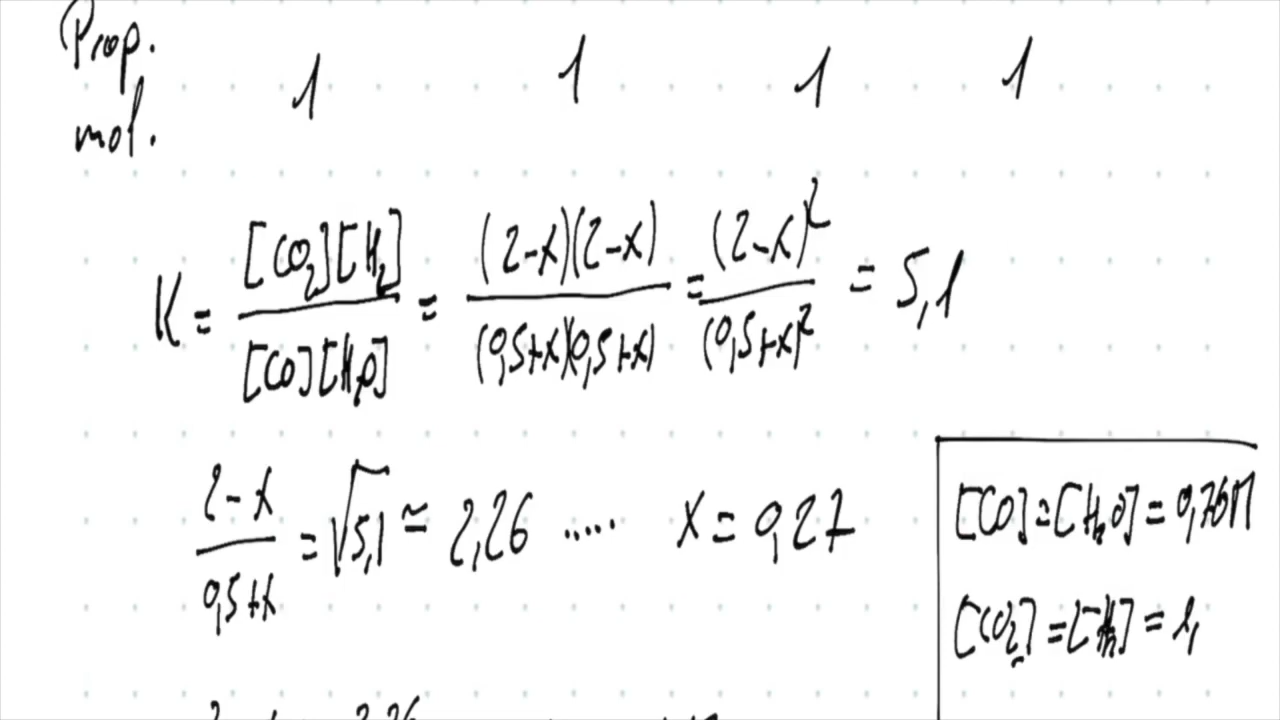 Prop.
mol. 1 1 1 1
K = [CO₂][H₂] / [CO][H₂O] = (2-x)(2-x) / (0,5+x)(0,5+x) = (2-x)² / (0,5+x)² = 5,1
2-x / 0,5+x = √5,1 ≃ 2,26 ..... x = 0,27
[CO]=[H₂O] = 0,76M
[CO₂]=[H₂] = 1,